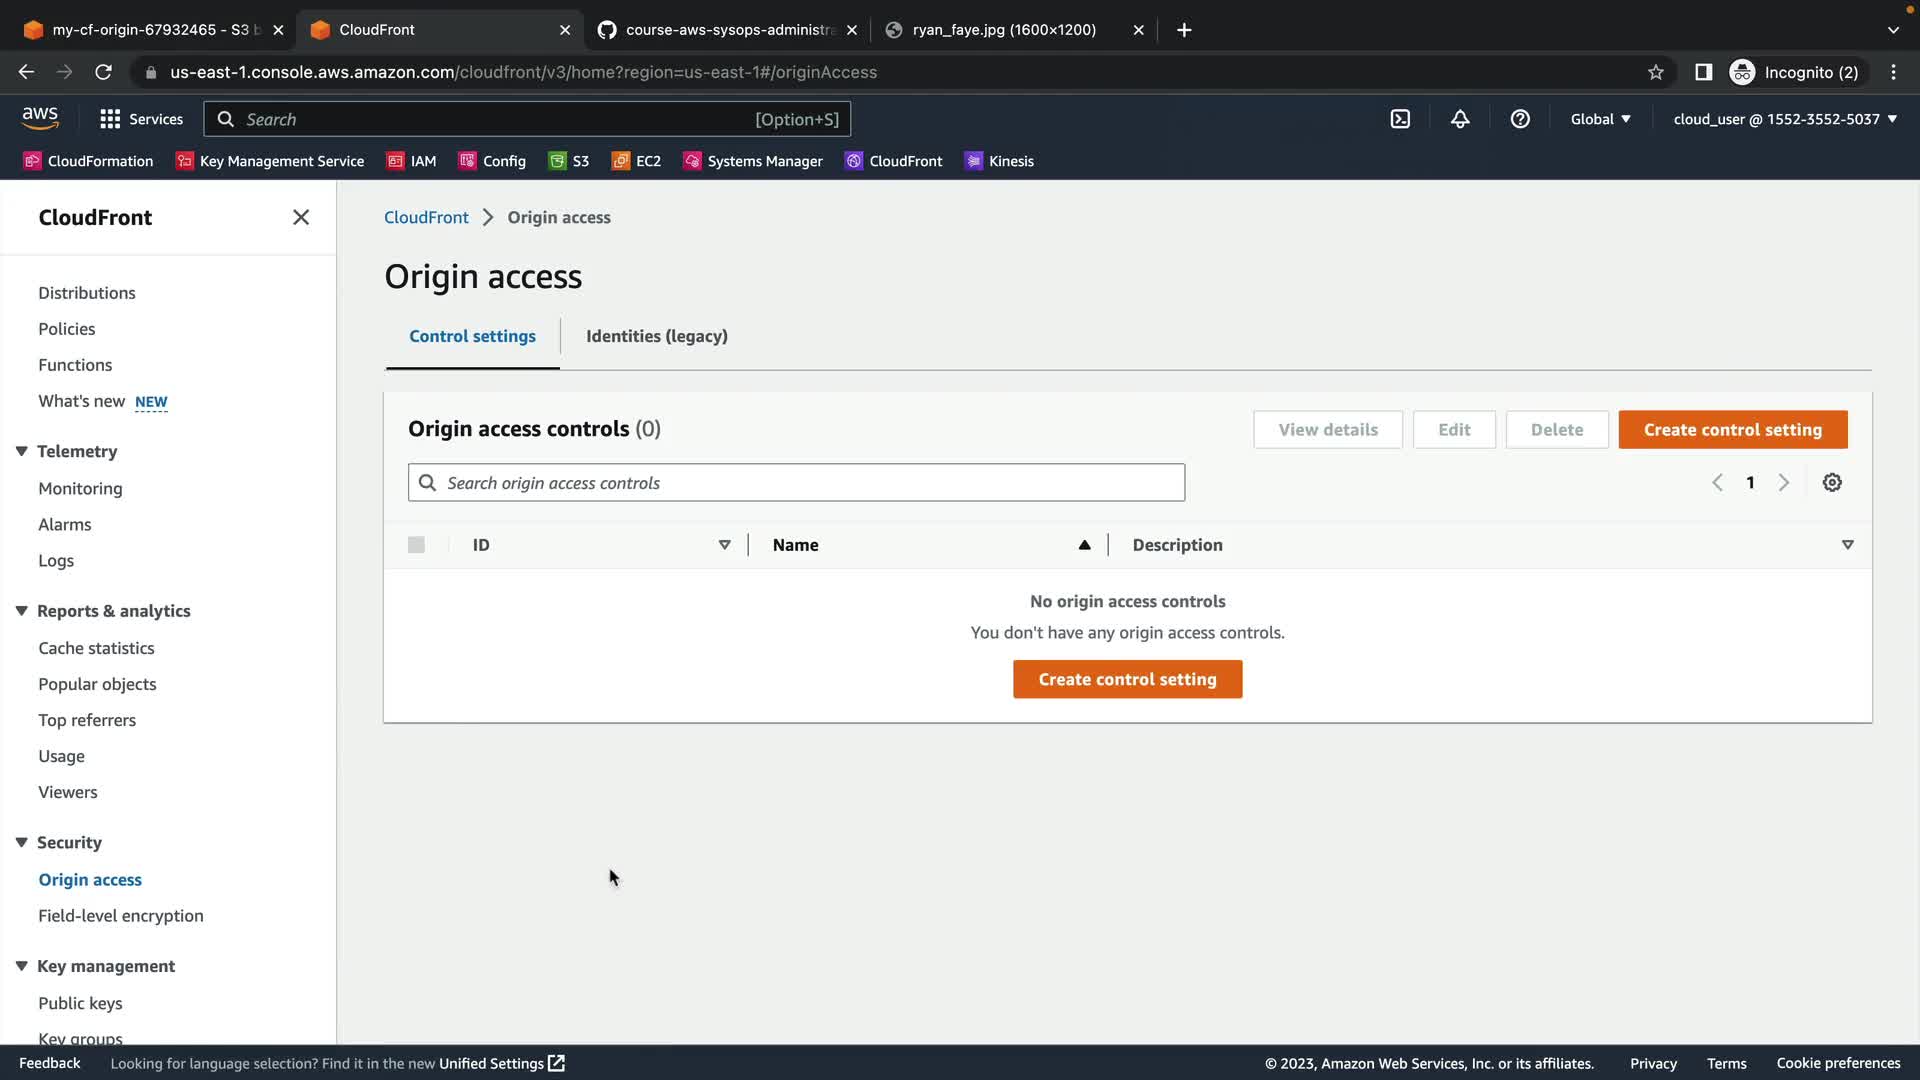 my-cf-origin-67932465 - S3 b
CloudFront
course-aws-sysops-administra
ryan_faye.jpg (1600×1200)
us-east-1.console.aws.amazon.com/cloudfront/v3/home?region=us-east-1#/originAccess
Incognito (2)
aws
Services
Search
[Option+S]
Global
cloud_user @ 1552-3552-5037
CloudFormation
Key Management Service
IAM
Config
S3
EC2
Systems Manager
CloudFront
Kinesis
CloudFront
Distributions
Policies
Functions
What's new NEW
Telemetry
Monitoring
Alarms
Logs
Reports & analytics
Cache statistics
Popular objects
Top referrers
Usage
Viewers
Security
Origin access
Field-level encryption
Key management
Public keys
Key groups
CloudFront
Origin access
Origin access
Control settings
Identities (legacy)
Origin access controls (0)
View details
Edit
Delete
Create control setting
Search origin access controls
1
ID
Name
Description
No origin access controls
You don't have any origin access controls.
Create control setting
Feedback
Looking for language selection? Find it in the new Unified Settings
© 2023, Amazon Web Services, Inc. or its affiliates.
Privacy
Terms
Cookie preferences